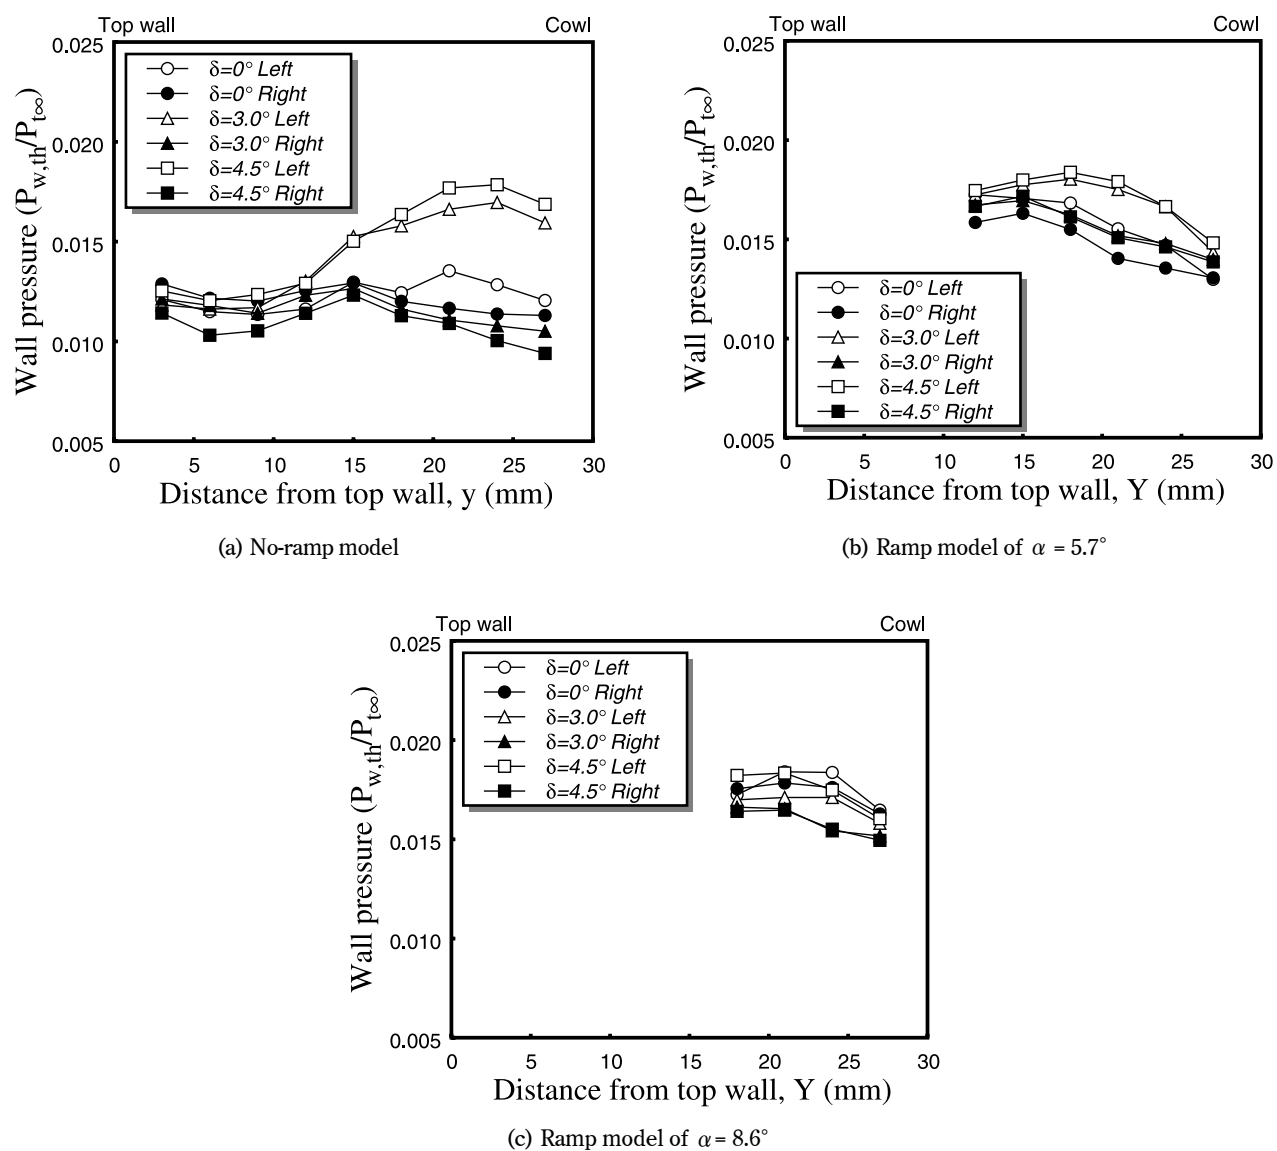 Top wall Cowl
0.025
0.020
0.015
0.010
0.005
Wall pressure (P_w,th/P_t∞)
δ=0° Left
δ=0° Right
δ=3.0° Left
δ=3.0° Right
δ=4.5° Left
δ=4.5° Right
0 5 10 15 20 25 30
Distance from top wall, y (mm)
(a) No-ramp model
Top wall Cowl
0.025
0.020
0.015
0.010
0.005
Wall pressure (P_w,th/P_t∞)
δ=0° Left
δ=0° Right
δ=3.0° Left
δ=3.0° Right
δ=4.5° Left
δ=4.5° Right
0 5 10 15 20 25 30
Distance from top wall, Y (mm)
(b) Ramp model of α = 5.7°
Top wall Cowl
0.025
0.020
0.015
0.010
0.005
Wall pressure (P_w,th/P_t∞)
δ=0° Left
δ=0° Right
δ=3.0° Left
δ=3.0° Right
δ=4.5° Left
δ=4.5° Right
0 5 10 15 20 25 30
Distance from top wall, Y (mm)
(c) Ramp model of α = 8.6°